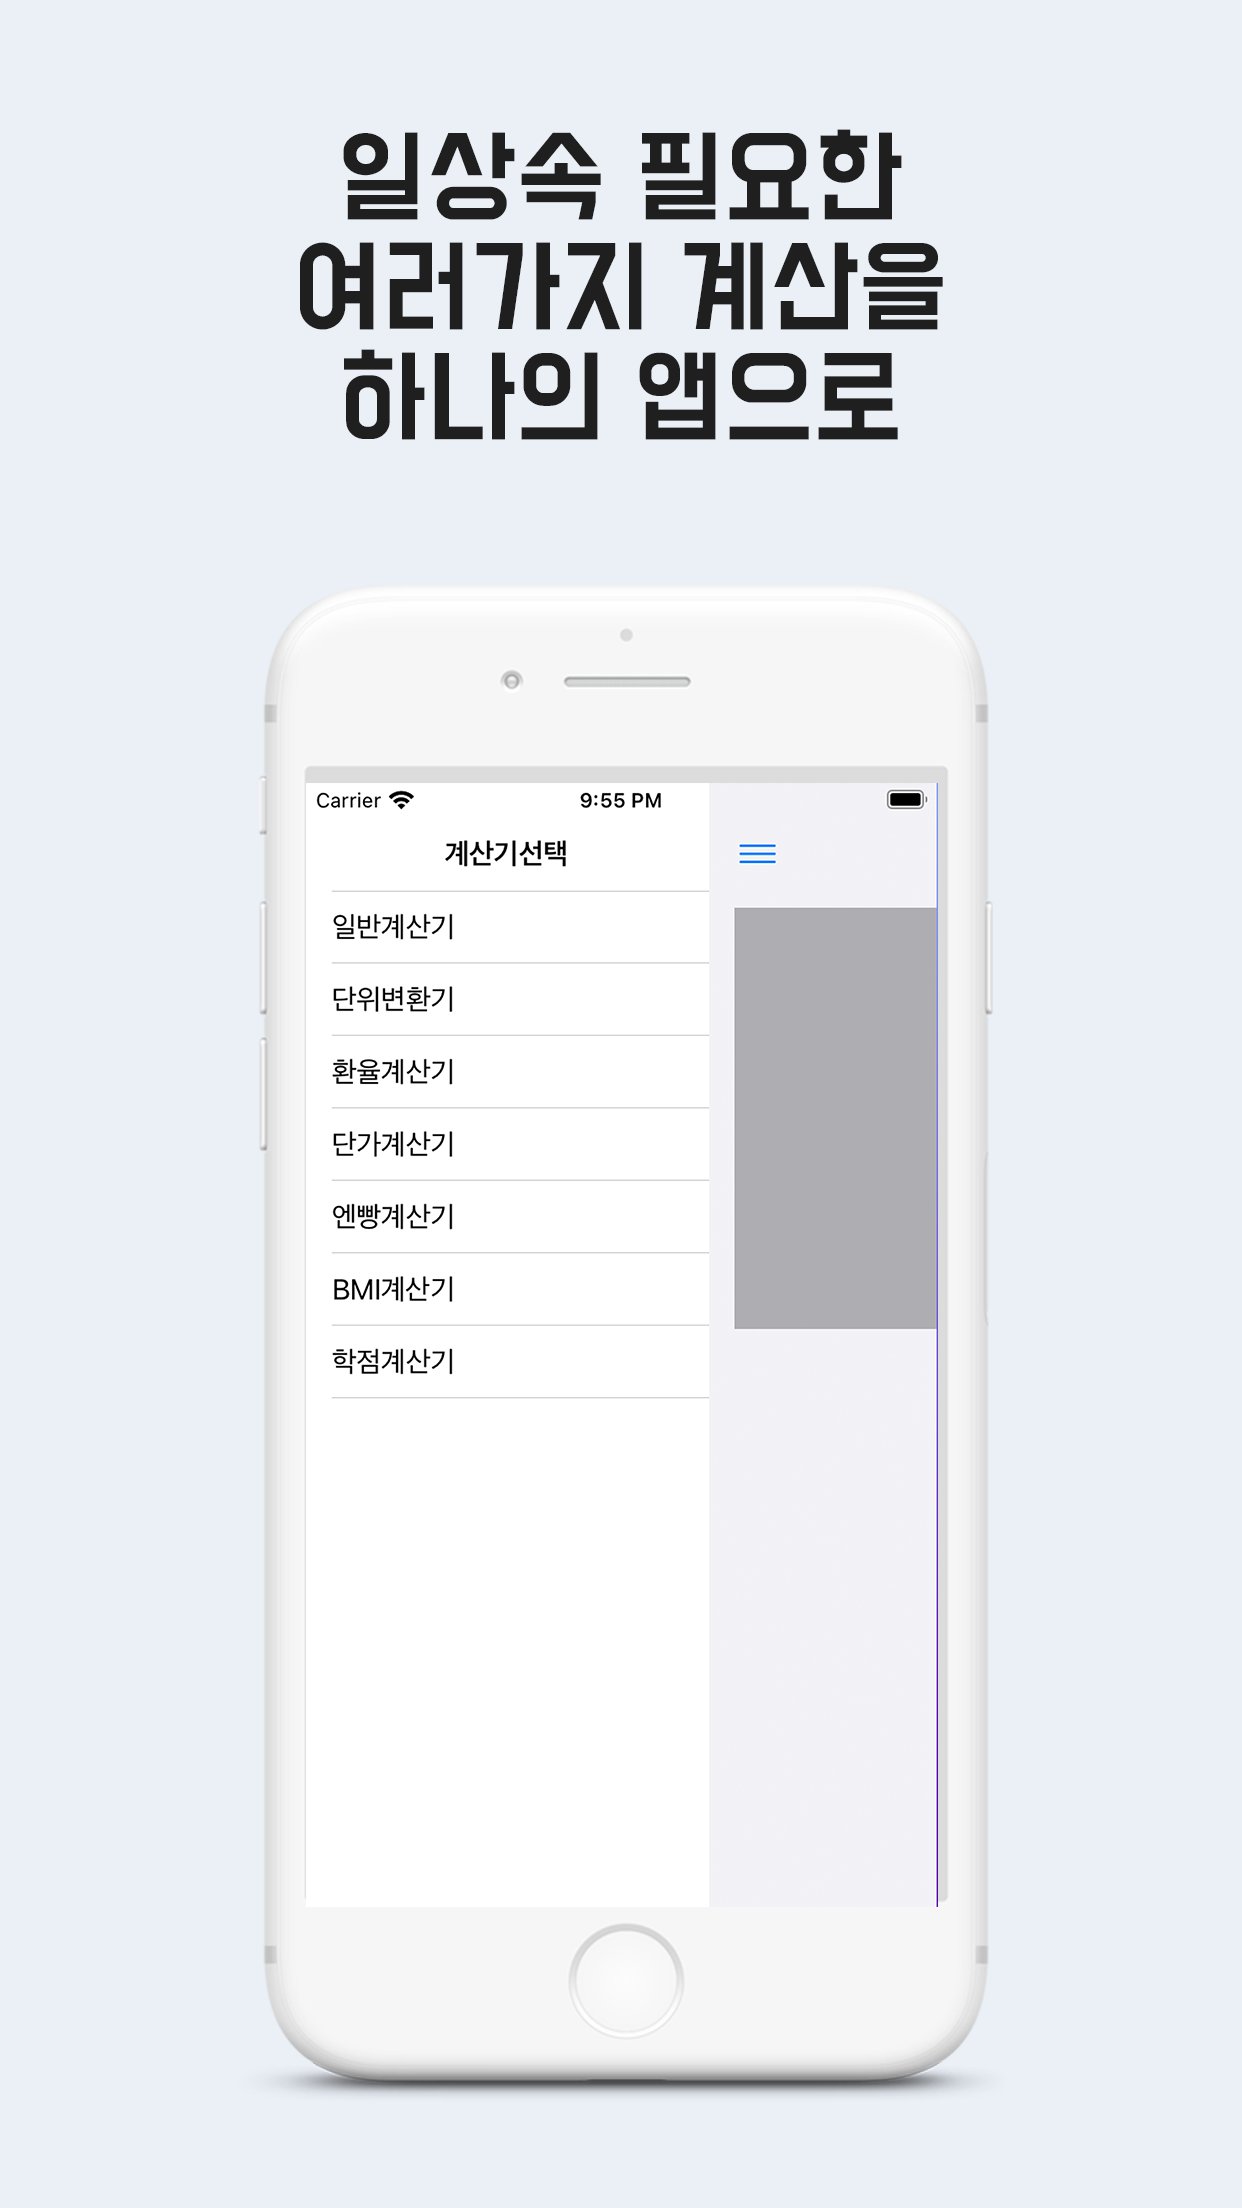 일상속 필요한
여러가지 계산을
하나의 앱으로
Carrier 9:55 PM
계산기선택
일반계산기
단위변환기
환율계산기
단가계산기
엔빵계산기
BMI계산기
학점계산기